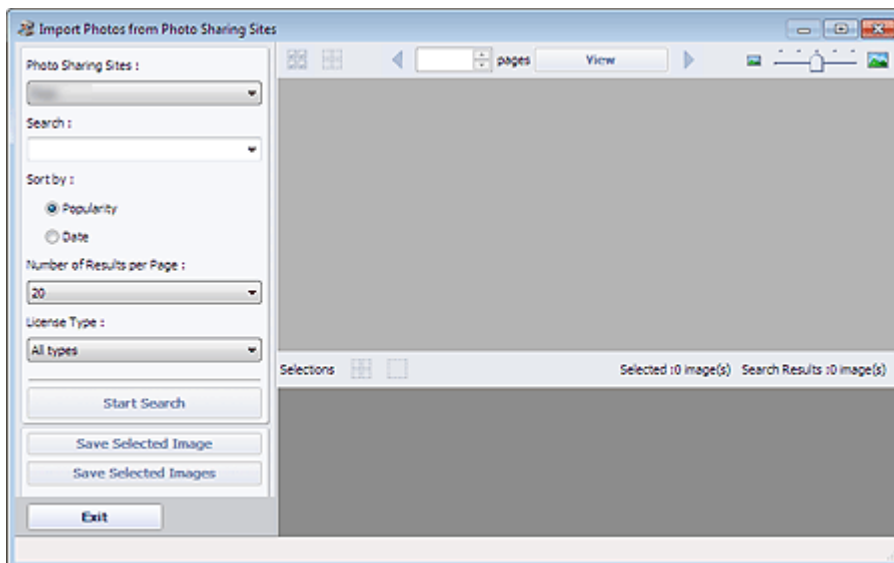 Import Photos from Photo Sharing Sites
Photo Sharing Sites :
Search :
Sort by :
Popularity
Date
Number of Results per Page :
20
License Type :
All types
Start Search
Save Selected Image
Save Selected Images
Exit
pages
View
Selections
Selected :0 image(s)
Search Results :0 image(s)